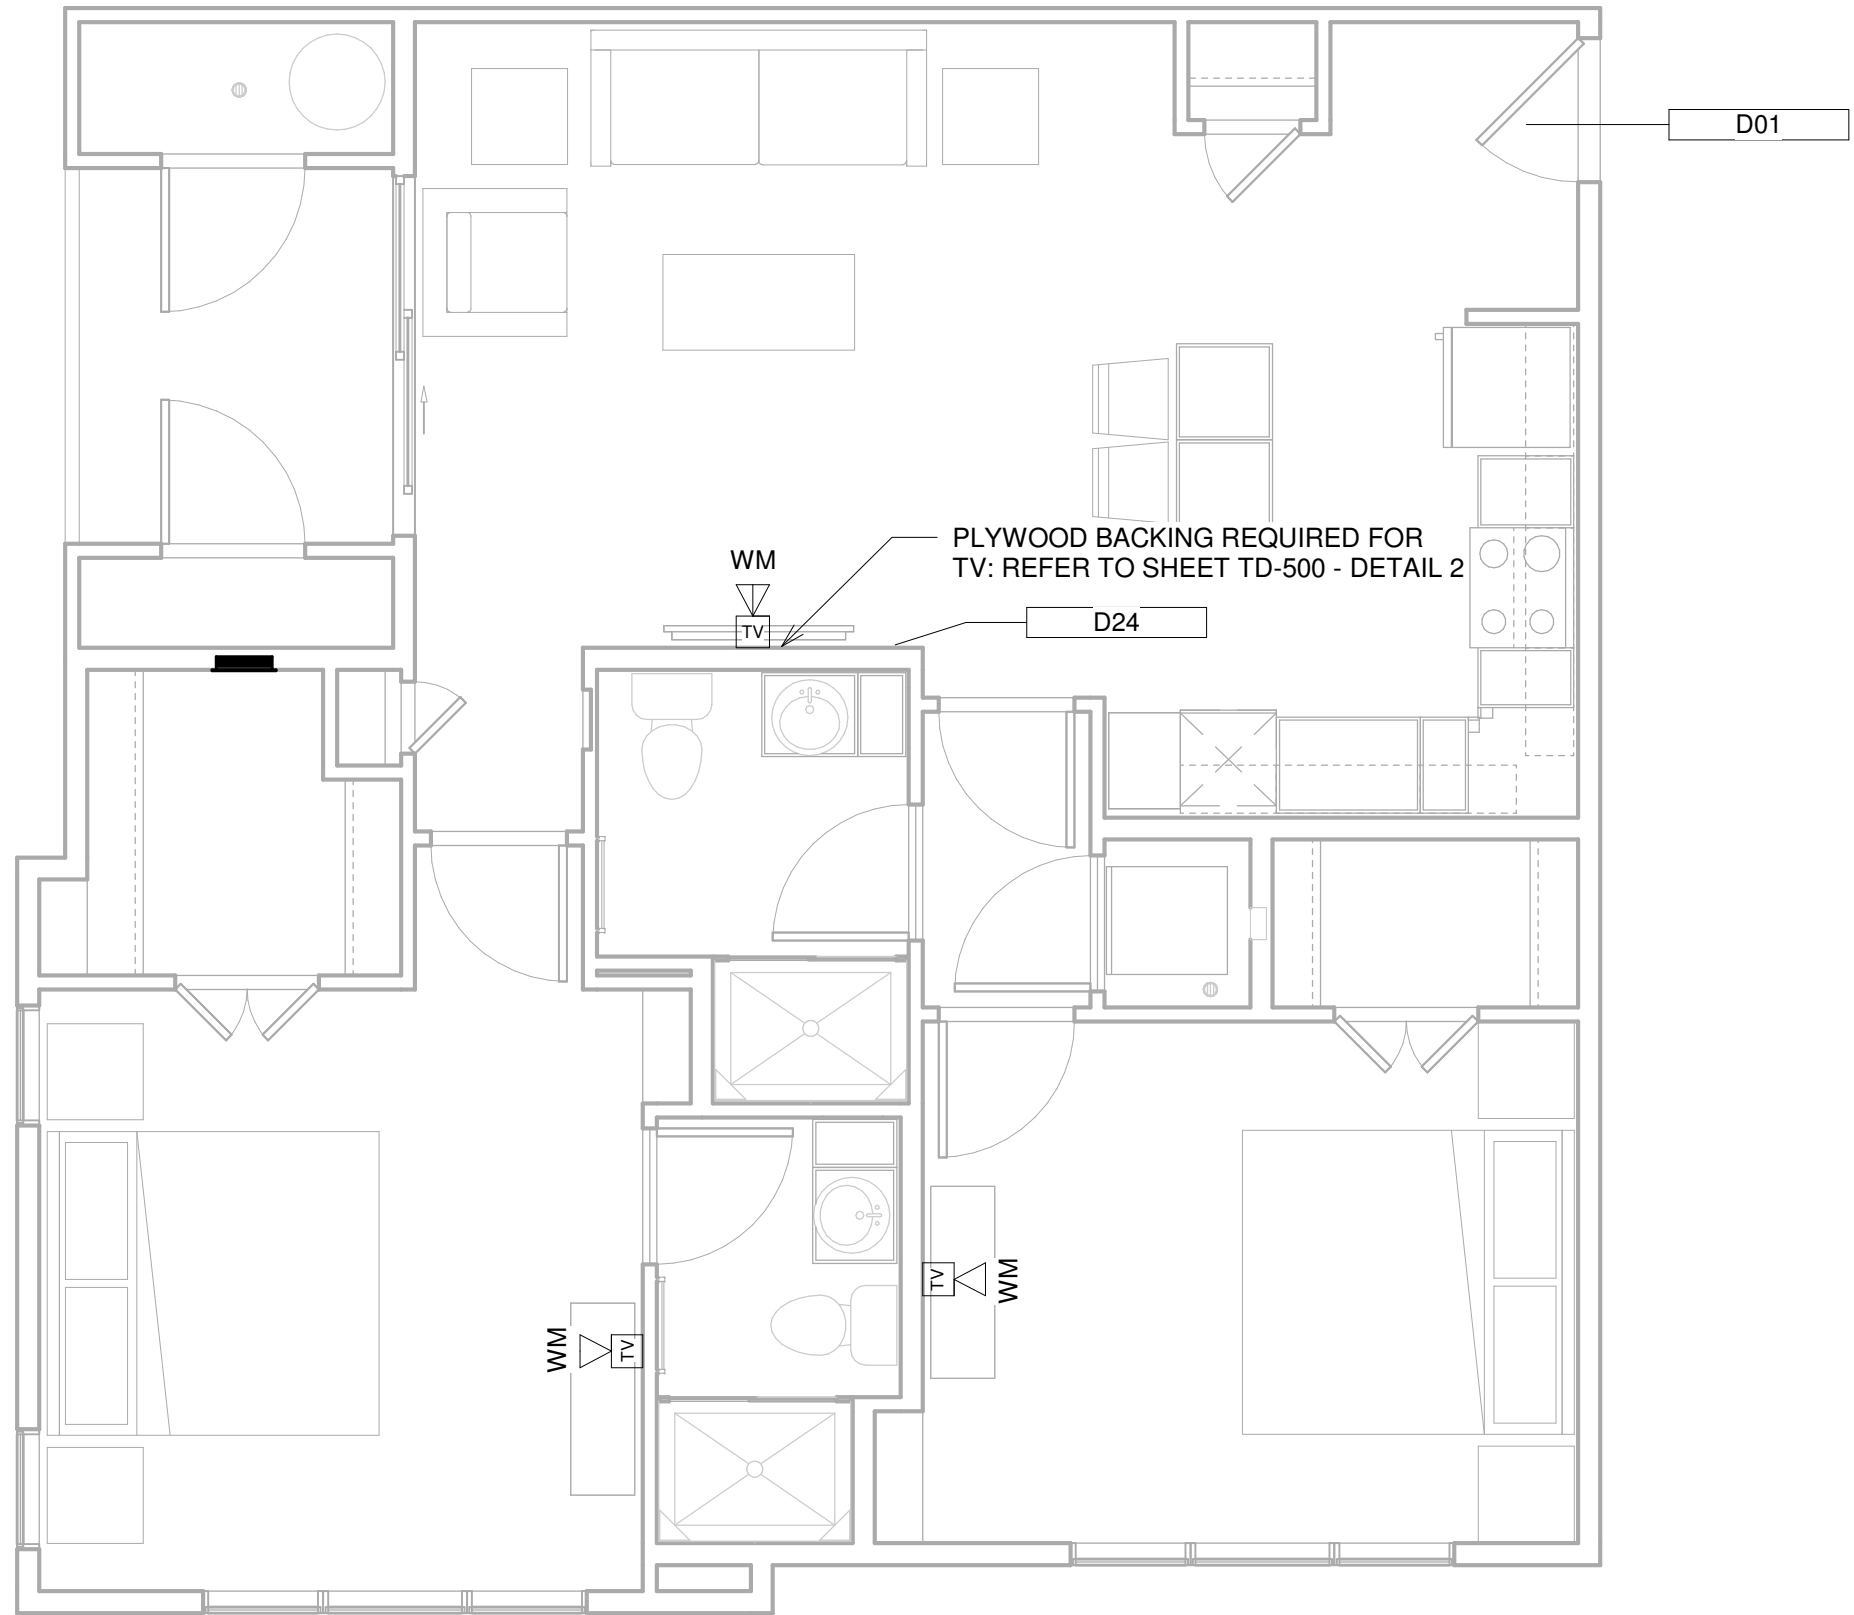 D01
PLYWOOD BACKING REQUIRED FOR
TV: REFER TO SHEET TD-500 - DETAIL 2
WM
TV
D24
TV
WM
WM
TV